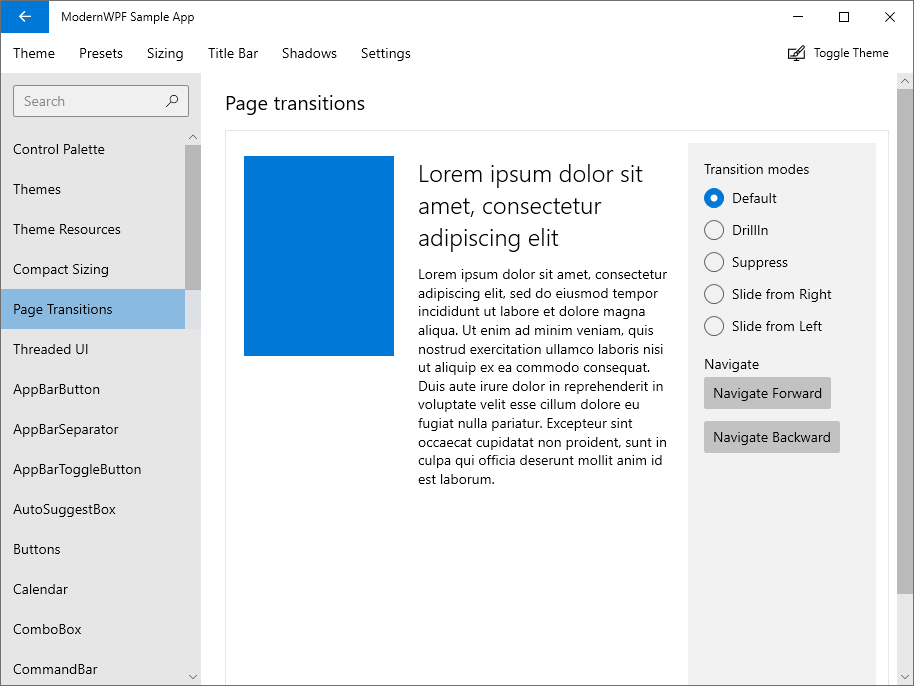 ModernWPF Sample App
Theme Presets Sizing Title Bar Shadows Settings Toggle Theme
Search
Control Palette
Themes
Theme Resources
Compact Sizing
Page Transitions
Threaded UI
AppBarButton
AppBarSeparator
AppBarToggleButton
AutoSuggestBox
Buttons
Calendar
ComboBox
CommandBar
Page transitions
Lorem ipsum dolor sit
amet, consectetur
adipiscing elit
Lorem ipsum dolor sit amet, consectetur
adipiscing elit, sed do eiusmod tempor
incididunt ut labore et dolore magna
aliqua. Ut enim ad minim veniam, quis
nostrud exercitation ullamco laboris nisi
ut aliquip ex ea commodo consequat.
Duis aute irure dolor in reprehenderit in
voluptate velit esse cillum dolore eu
fugiat nulla pariatur. Excepteur sint
occaecat cupidatat non proident, sunt in
culpa qui officia deserunt mollit anim id
est laborum.
Transition modes
Default
DrillIn
Suppress
Slide from Right
Slide from Left
Navigate
Navigate Forward
Navigate Backward